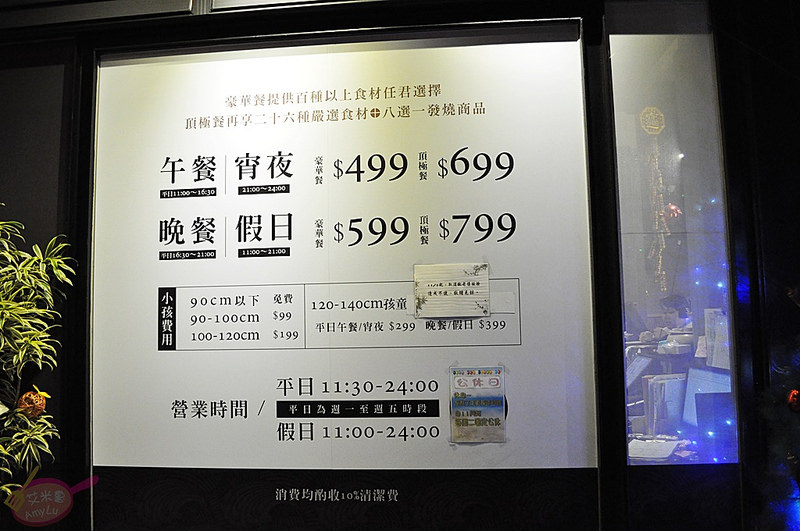 豪華餐提供百種以上食材任君選擇
頂極餐再享二十六種嚴選食材+八選一發燒商品
午餐 宵夜 豪華餐 $499 頂極餐 $699
平日11:00~16:30 21:00~24:00
晚餐 假日 豪華餐 $599 頂極餐 $799
平日16:30~21:00 11:00~21:00
小孩費用
90cm以下 免費
90-100cm $99
100-120cm $199
120-140cm孩童
平日午餐/宵夜 $299 晚餐/假日 $399
公休日
營業時間 / 平日 11:30-24:00
平日為週一至週五時段
假日 11:00-24:00
消費均酌收10%清潔費
艾米露
AmyLu